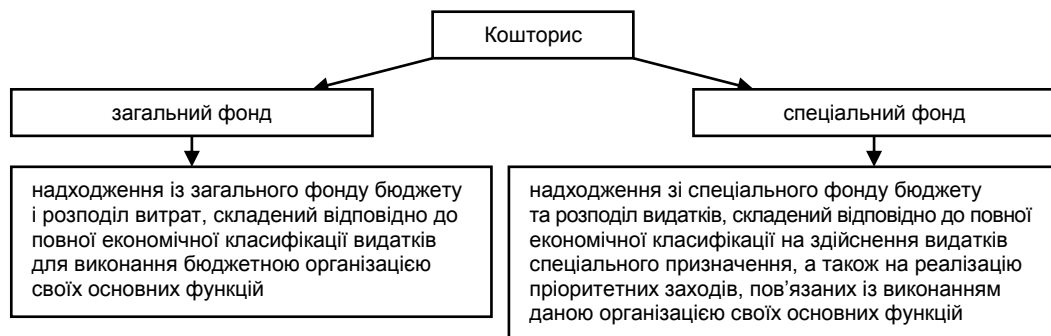 Кошторис
загальний фонд
спеціальний фонд
надходження із загального фонду бюджету
і розподіл витрат, складений відповідно до
повної економічної класифікації видатків
для виконання бюджетною організацією
своїх основних функцій
надходження зі спеціального фонду бюджету
та розподіл видатків, складений відповідно до повної
економічної класифікації на здійснення видатків
спеціального призначення, а також на реалізацію
пріоритетних заходів, пов’язаних із виконанням
даною організацією своїх основних функцій